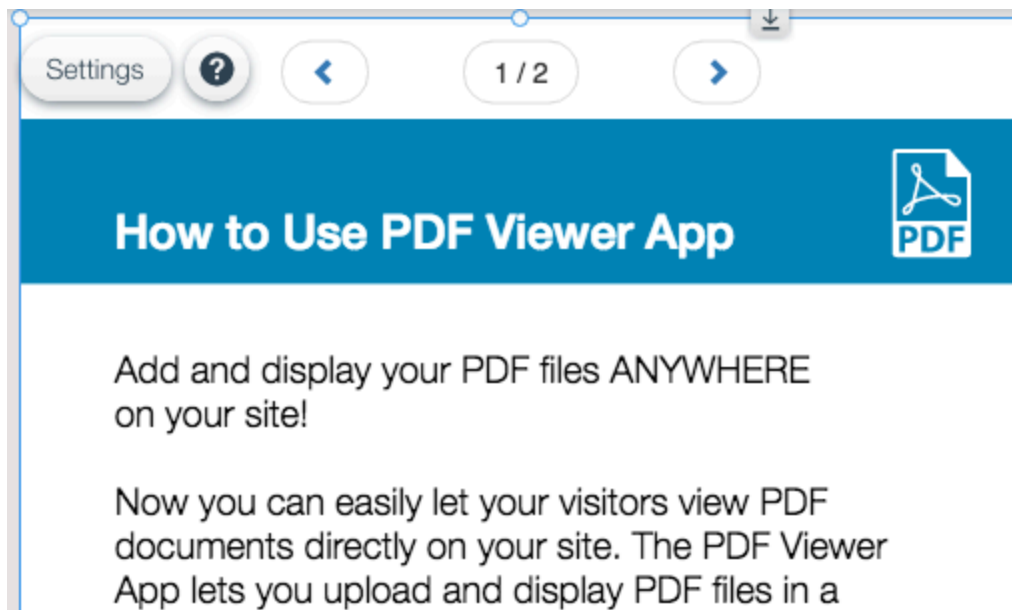 Settings ? 1 / 2
How to Use PDF Viewer App
PDF
Add and display your PDF files ANYWHERE
on your site!
Now you can easily let your visitors view PDF
documents directly on your site. The PDF Viewer
App lets you upload and display PDF files in a